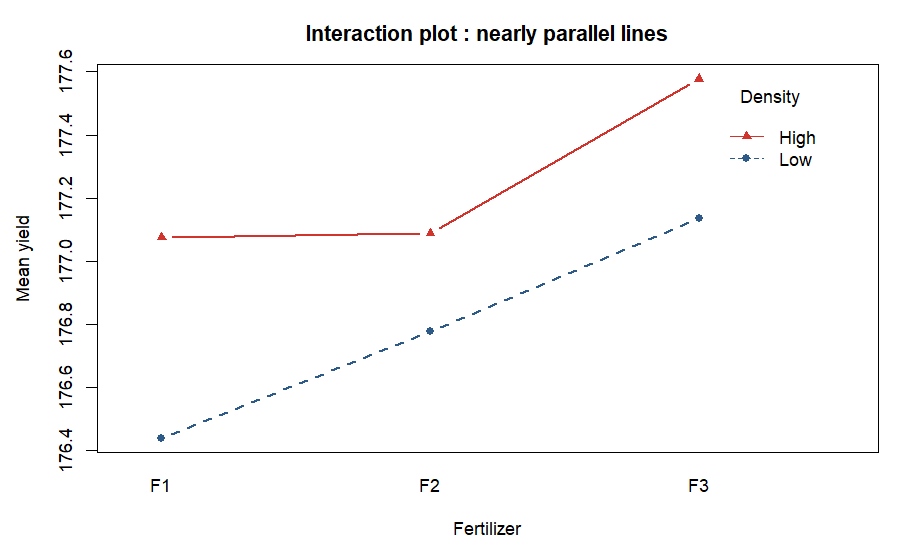 Interaction plot : nearly parallel lines
177.6
177.4
177.2
177.0
176.8
176.6
176.4
Mean yield
Density
High
Low
F1 F2 F3
Fertilizer